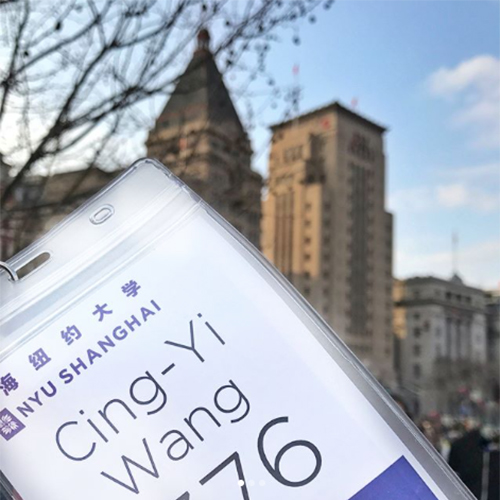 海 纽 约 大 学
NYU SHANGHAI
Cing-Yi
Wang
76